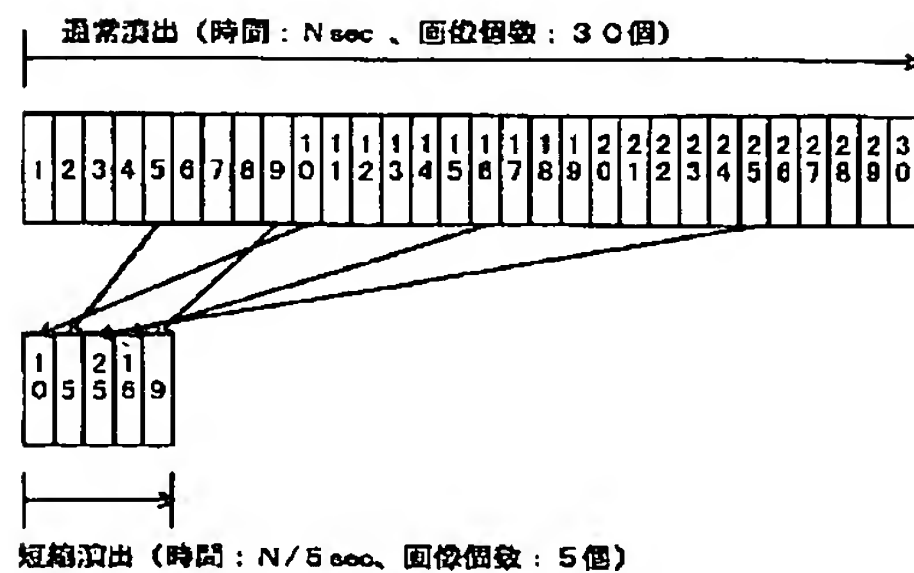 通常演出（時間：Nsec 、画像個数：３０個）
1 2 3 4 5 6 7 8 9 10 11 12 13 14 15 16 17 18 19 20 21 22 23 24 25 26 27 28 29 30
10 5 25 16 9
短縮演出（時間：N/5sec、画像個数：5個）